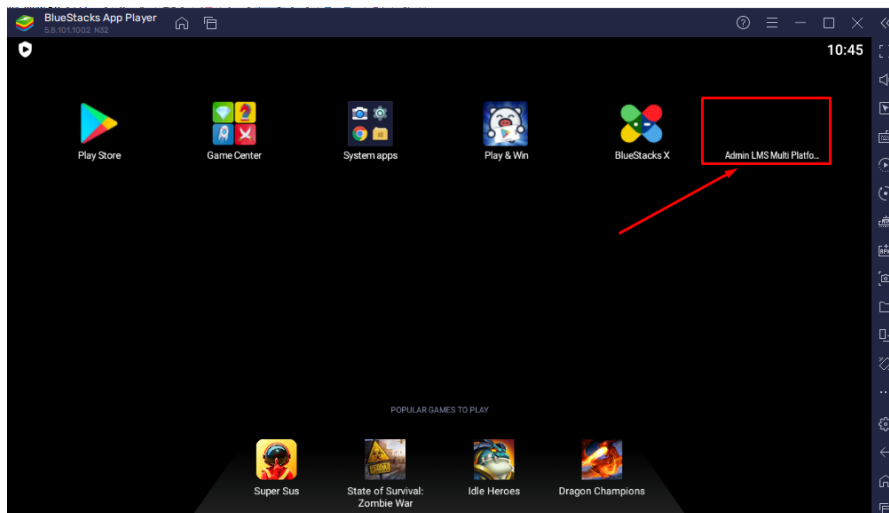 BlueStacks App Player
5.8.101.1002 N32
10:45
Play Store
Game Center
System apps
Play & Win
BlueStacks X
Admin LMS Multi Platfo...
POPULAR GAMES TO PLAY
Super Sus
State of Survival:
Zombie War
Idle Heroes
Dragon Champions